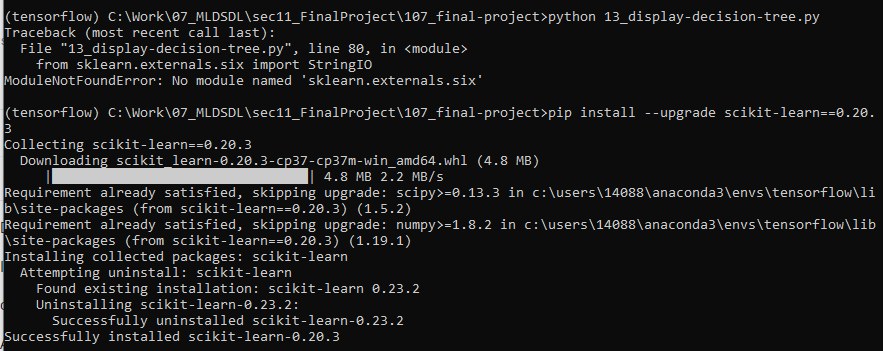 (tensorflow) C:\Work\07_MLDSDL\sec11_FinalProject\107_final-project>python 13_display-decision-tree.py
Traceback (most recent call last):
  File "13_display-decision-tree.py", line 80, in <module>
    from sklearn.externals.six import StringIO
ModuleNotFoundError: No module named 'sklearn.externals.six'
(tensorflow) C:\Work\07_MLDSDL\sec11_FinalProject\107_final-project>pip install --upgrade scikit-learn==0.20.
3
Collecting scikit-learn==0.20.3
  Downloading scikit_learn-0.20.3-cp37-cp37m-win_amd64.whl (4.8 MB)
     |████████████████████████████████| 4.8 MB 2.2 MB/s
Requirement already satisfied, skipping upgrade: scipy>=0.13.3 in c:\users\14088\anaconda3\envs\tensorflow\li
b\site-packages (from scikit-learn==0.20.3) (1.5.2)
Requirement already satisfied, skipping upgrade: numpy>=1.8.2 in c:\users\14088\anaconda3\envs\tensorflow\lib
\site-packages (from scikit-learn==0.20.3) (1.19.1)
Installing collected packages: scikit-learn
  Attempting uninstall: scikit-learn
    Found existing installation: scikit-learn 0.23.2
    Uninstalling scikit-learn-0.23.2:
      Successfully uninstalled scikit-learn-0.23.2
Successfully installed scikit-learn-0.20.3